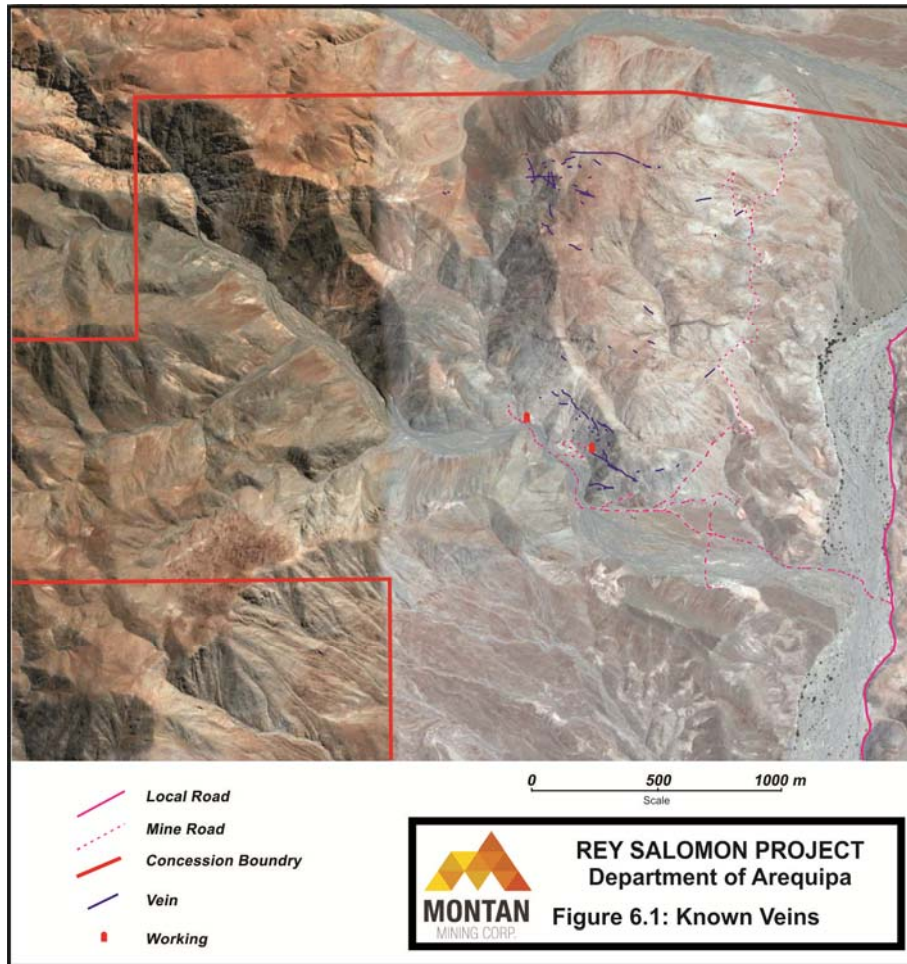 Local Road
Mine Road
Concession Boundry
Vein
Working
0 500 1000 m
Scale
MONTAN
MINING CORP.
REY SALOMON PROJECT
Department of Arequipa
Figure 6.1: Known Veins